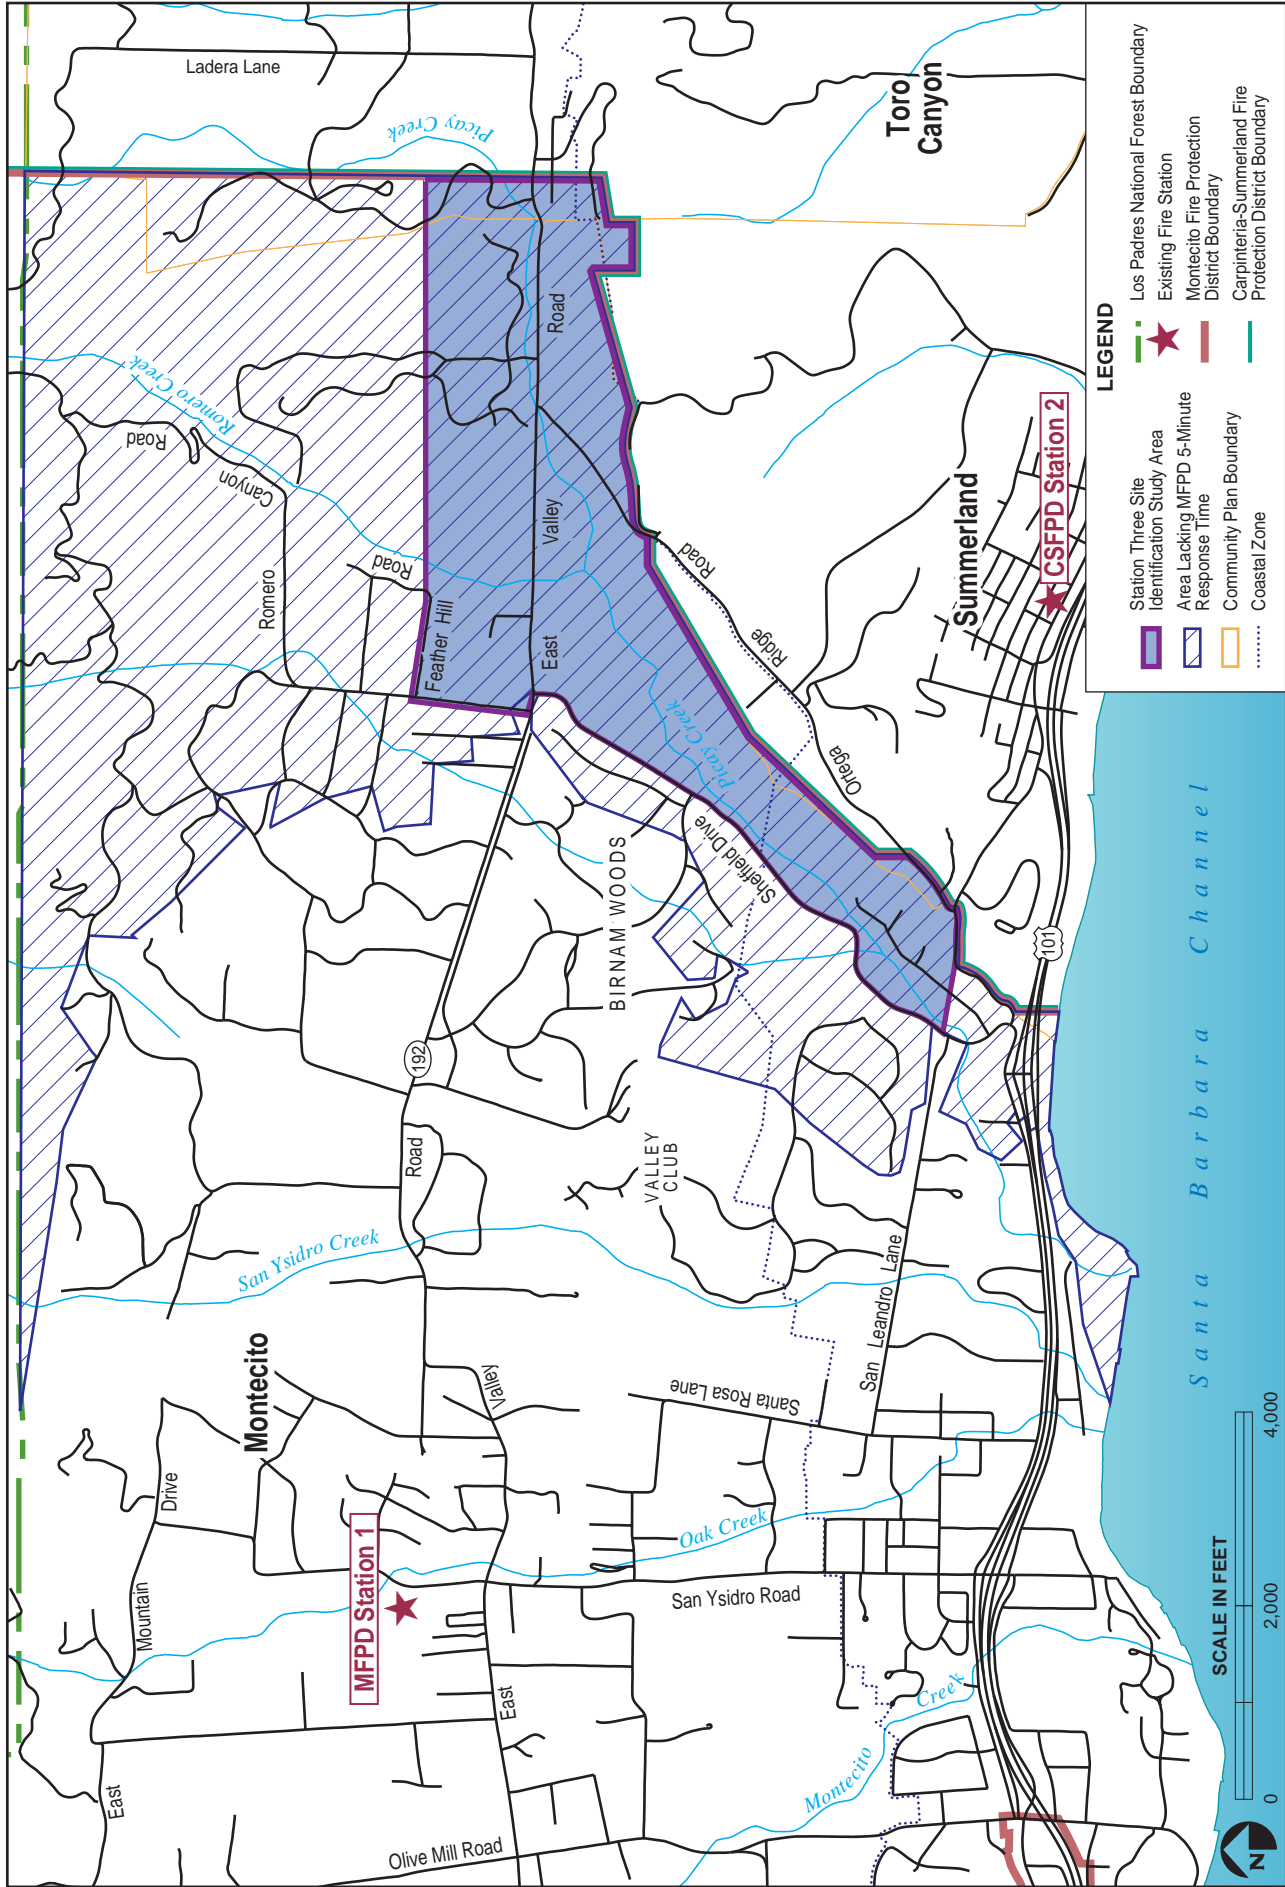 Ladera Lane
Picay Creek
Toro
Canyon
Romero Creek
Road
Canyon
Romero
Road
Feather Hill
Road
Valley
East
Road
Ridge
Ortega
Picay Creek
Sheffield Drive
BIRNAM WOODS
Summerland
CSFPD Station 2
101
192
Road
VALLEY
CLUB
San Ysidro Creek
San Leandro Lane
Santa Rosa Lane
Montecito
Valley
Drive
Mountain
East
MFPD Station 1
Oak Creek
San Ysidro Road
East
Montecito
Creek
Olive Mill Road
Santa Barbara Channel
LEGEND
Station Three Site
Identification Study Area
Area Lacking MFPD 5-Minute
Response Time
Community Plan Boundary
Coastal Zone
Los Padres National Forest Boundary
Existing Fire Station
Montecito Fire Protection
District Boundary
Carpinteria-Summerland Fire
Protection District Boundary
SCALE IN FEET
0 2,000 4,000
N